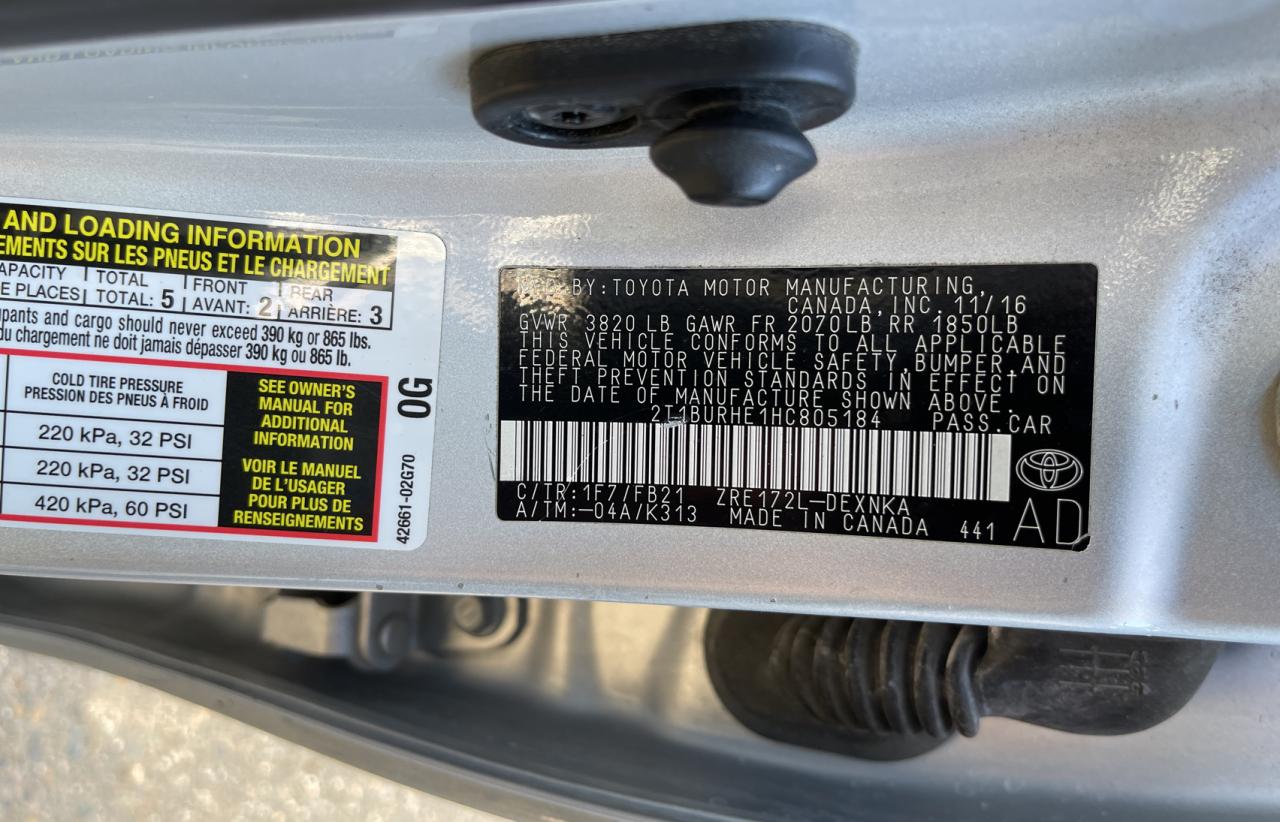 AND LOADING INFORMATION
EMENTS SUR LES PNEUS ET LE CHARGEMENT
APACITY TOTAL FRONT REAR
DE PLACES TOTAL: 5 AVANT: 2 ARRIÈRE: 3
upants and cargo should never exceed 390 kg or 865 lbs.
du chargement ne doit jamais dépasser 390 kg ou 865 lb.
COLD TIRE PRESSURE
PRESSION DES PNEUS À FROID
220 kPa, 32 PSI
220 kPa, 32 PSI
420 kPa, 60 PSI
SEE OWNER'S
MANUAL FOR
ADDITIONAL
INFORMATION
VOIR LE MANUEL
DE L'USAGER
POUR PLUS DE
RENSEIGNEMENTS
0G
42661-02G70
MFD BY: TOYOTA MOTOR MANUFACTURING,
CANADA, INC. 11/16
GVWR 3820 LB GAWR FR 2070LB, RR 1850LB
THIS VEHICLE CONFORMS TO ALL APPLICABLE
FEDERAL MOTOR VEHICLE SAFETY, BUMPER, AND
THEFT PREVENTION STANDARDS IN EFFECT ON
THE DATE OF MANUFACTURE SHOWN ABOVE.
2T1BURHE1HC805184 PASS.CAR
C/TR:1F7/FB21 ZRE172L-DEXNKA
A/TM:-04A/K313 MADE IN CANADA 441
AD